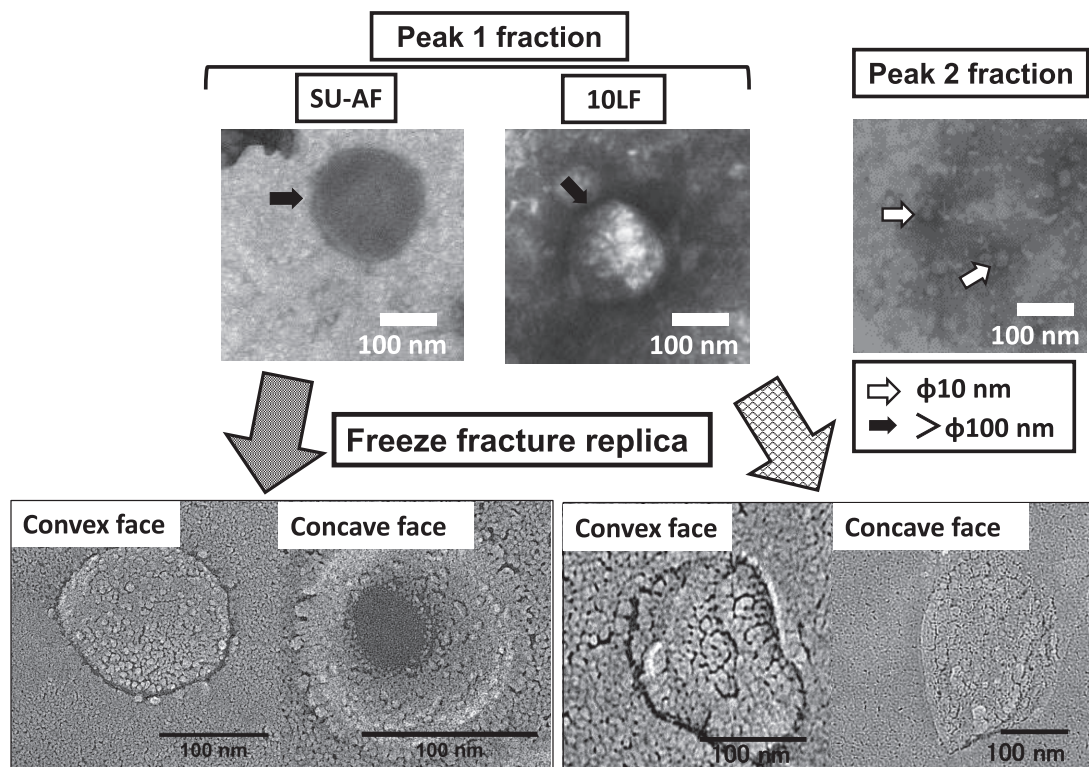 Peak 1 fraction
SU-AF
10LF
Peak 2 fraction
100 nm
100 nm
100 nm
ϕ10 nm
＞ϕ100 nm
Freeze fracture replica
Convex face
Concave face
Convex face
Concave face
100 nm
100 nm
100 nm
100 nm